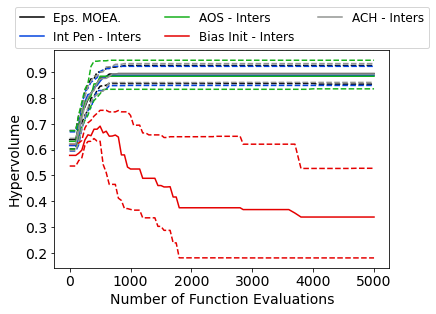 Eps. MOEA. AOS - Inters ACH - Inters
Int Pen - Inters Bias Init - Inters
0.9
0.8
0.7
0.6
0.5
0.4
0.3
0.2
Hypervolume
0 1000 2000 3000 4000 5000
Number of Function Evaluations